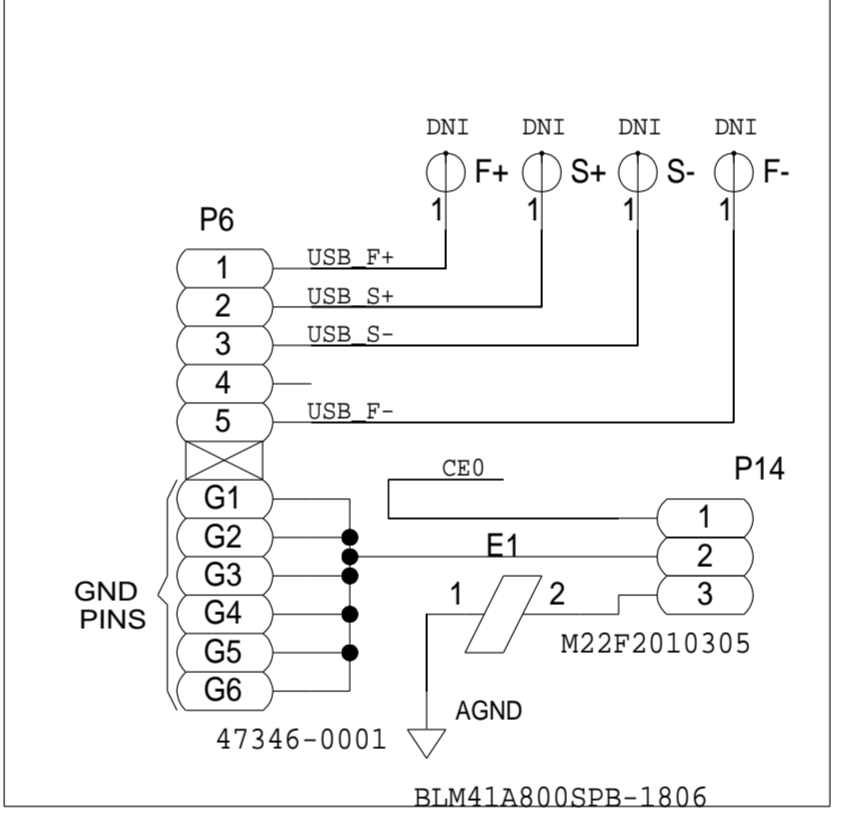 DNI DNI DNI DNI
F+ S+ S- F-
1 1 1 1
P6
1 USB_F+
2 USB_S+
3 USB_S-
4
5 USB_F-
CE0 P14
G1 1
G2 E1 2
G3 1 2 3
GND
PINS
G4
M22F2010305
G5
G6
AGND
47346-0001
BLM41A800SPB-1806